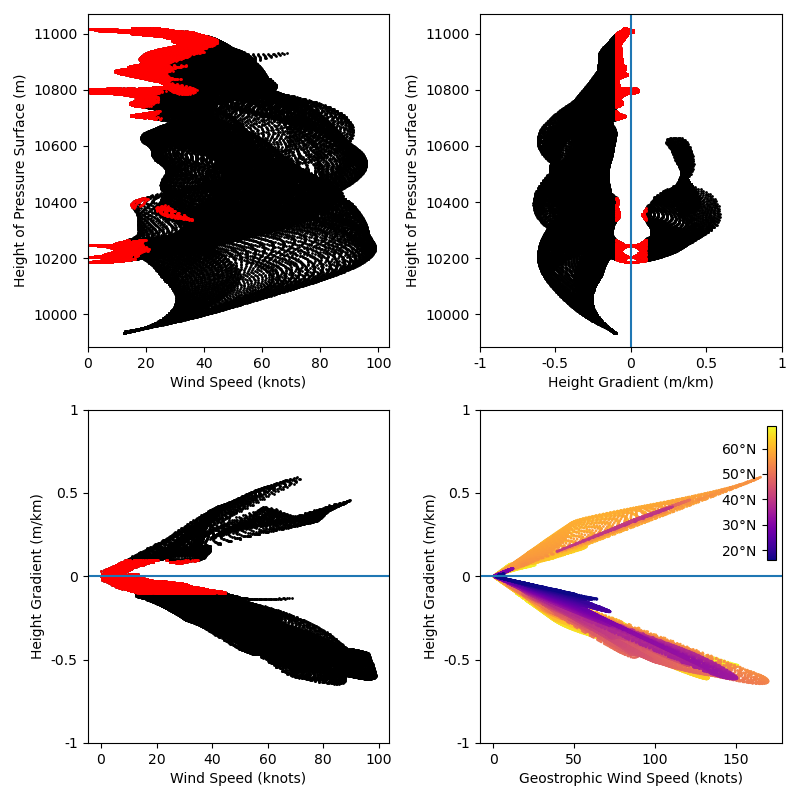 11000
10800
10600
10400
10200
10000
Height of Pressure Surface (m)
0 20 40 60 80 100
Wind Speed (knots)
11000
10800
10600
10400
10200
10000
Height of Pressure Surface (m)
-1 -0.5 0 0.5 1
Height Gradient (m/km)
1
0.5
0
-0.5
-1
Height Gradient (m/km)
0 20 40 60 80 100
Wind Speed (knots)
1
0.5
0
-0.5
-1
Height Gradient (m/km)
60°N
50°N
40°N
30°N
20°N
0 50 100 150
Geostrophic Wind Speed (knots)